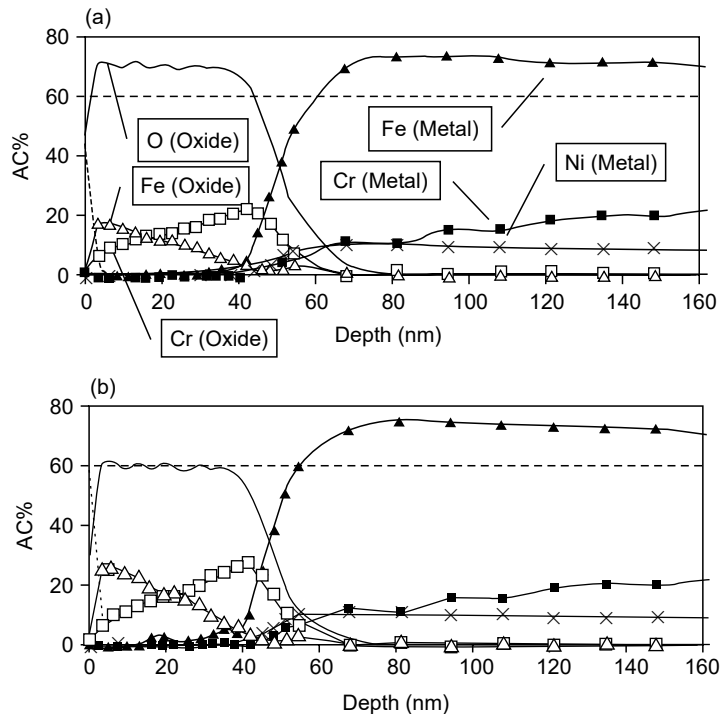 (a)
80
60
40
20
0
AC%
O (Oxide)
Fe (Oxide)
Cr (Oxide)
Fe (Metal)
Ni (Metal)
Cr (Metal)
0 20 40 60 80 100 120 140 160
Depth (nm)
(b)
80
60
40
20
0
AC%
0 20 40 60 80 100 120 140 160
Depth (nm)